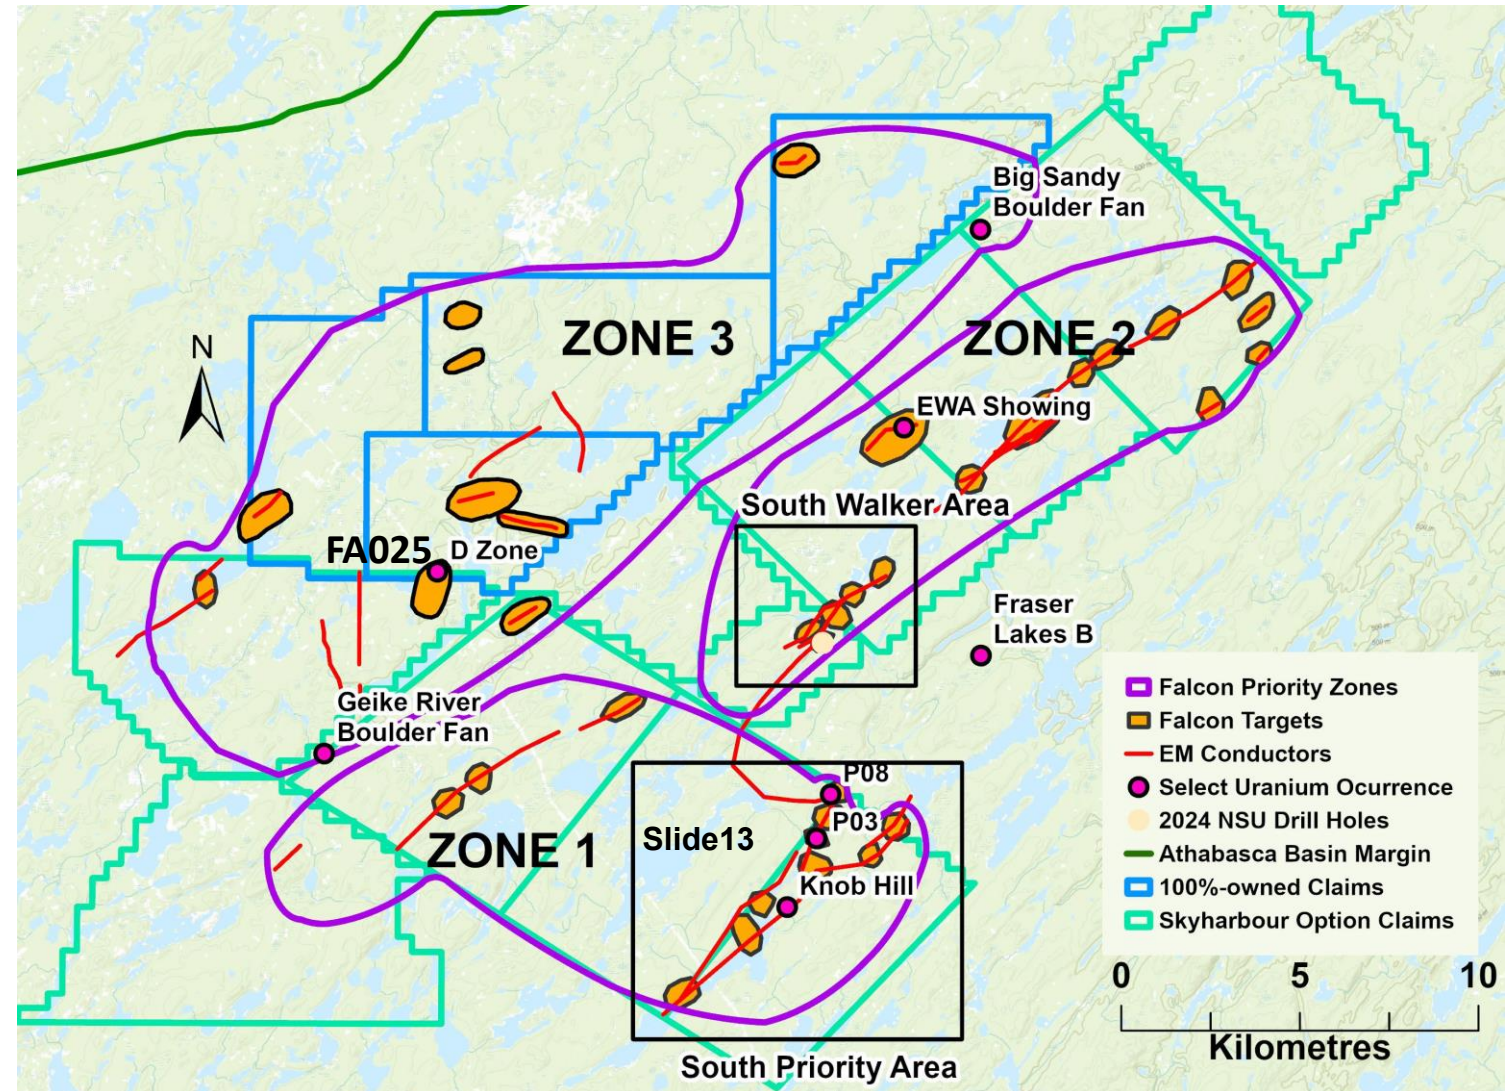 Big Sandy
Boulder Fan
ZONE 3
ZONE 2
N
EWA Showing
South Walker Area
FA025
D Zone
Fraser
Lakes B
Geike River
Boulder Fan
P08
P03
Slide13
ZONE 1
Knob Hill
South Priority Area
Falcon Priority Zones
Falcon Targets
EM Conductors
Select Uranium Ocurrence
2024 NSU Drill Holes
Athabasca Basin Margin
100%-owned Claims
Skyharbour Option Claims
0 5 10
Kilometres